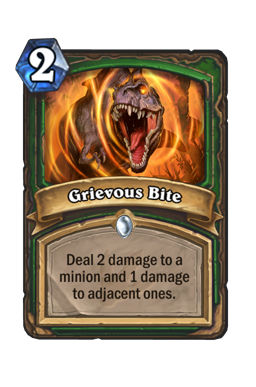 2
Grievous Bite
Deal 2 damage to a
minion and 1 damage
to adjacent ones.